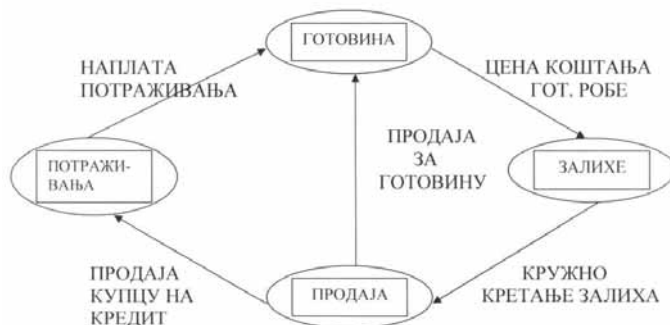 ГОТОВИНА
НАПЛАТА
ПОТРАЖИВАЊА
ЦЕНА КОШТАЊА
ГОТ. РОБЕ
ПОТРАЖИ-
ВАЊА
ПРОДАЈА
ЗА
ГОТОВИНУ
ЗАЛИХЕ
ПРОДАЈА
КУПЦУ НА
КРЕДИТ
ПРОДАЈА
КРУЖНО
КРЕТАЊЕ ЗАЛИХА